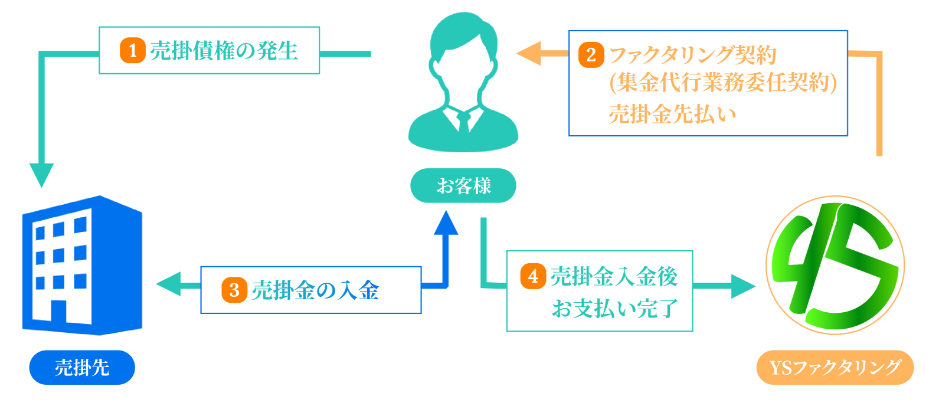 1 売掛債権の発生
2 ファクタリング契約
(集金代行業務委任契約)
売掛金先払い
お客様
3 売掛金の入金
4 売掛金入金後
お支払い完了
YS
売掛先
YSファクタリング